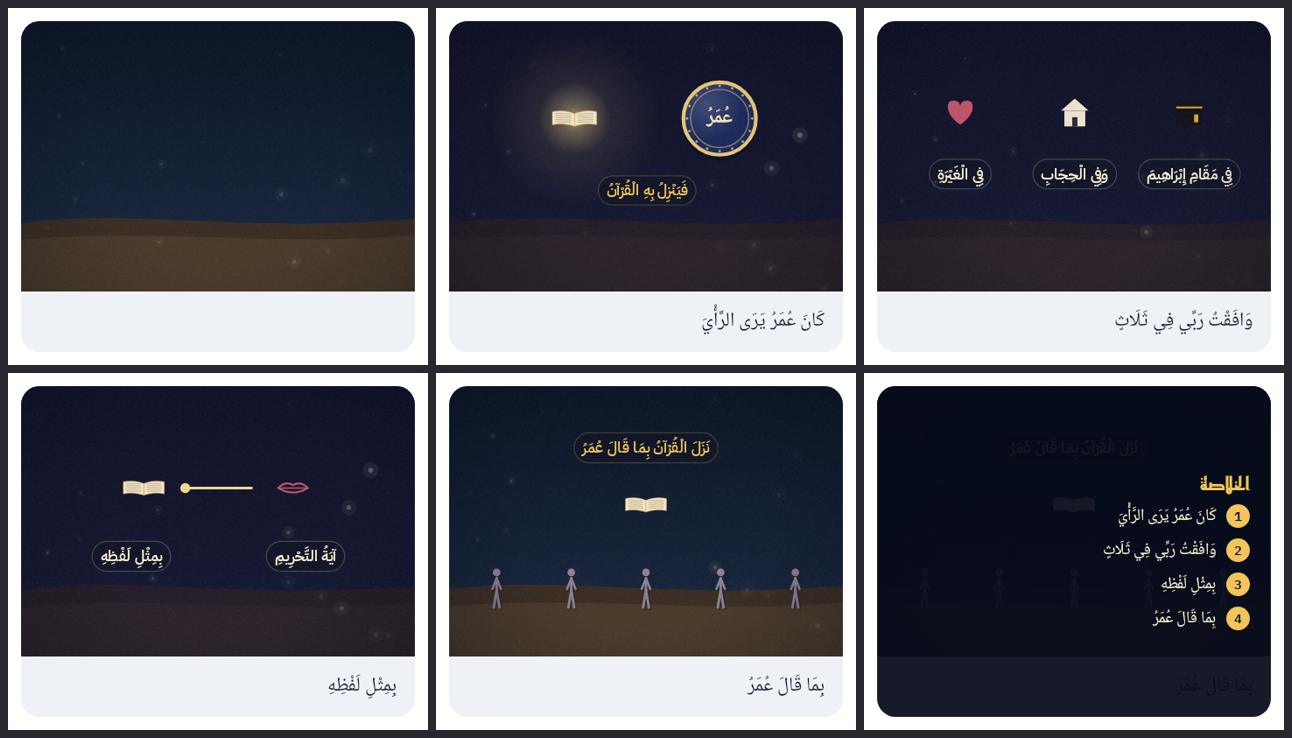 عُمَرُ
فَيَنْزِلُ بِهِ الْقُرْآنُ
كَانَ عُمَرُ يَرَى الرَّأْيَ
فِي مَقَامِ إِبْرَاهِيمَ
وَفِي الْحِجَابِ
فِي الْغَيْرَةِ
وَافَقْتُ رَبِّي فِي ثَلَاثٍ
آيَةُ التَّحْرِيمِ
بِمِثْلِ لَفْظِهِ
بِمِثْلِ لَفْظِهِ
نَزَلَ الْقُرْآنُ بِمَا قَالَ عُمَرُ
بِمَا قَالَ عُمَرُ
نَزَلَ الْقُرْآنُ بِمَا قَالَ عُمَرُ
الخلاصة
1 كَانَ عُمَرُ يَرَى الرَّأْيَ
2 وَافَقْتُ رَبِّي فِي ثَلَاثٍ
3 بِمِثْلِ لَفْظِهِ
4 بِمَا قَالَ عُمَرُ
بِمَا قَالَ عُمَرُ